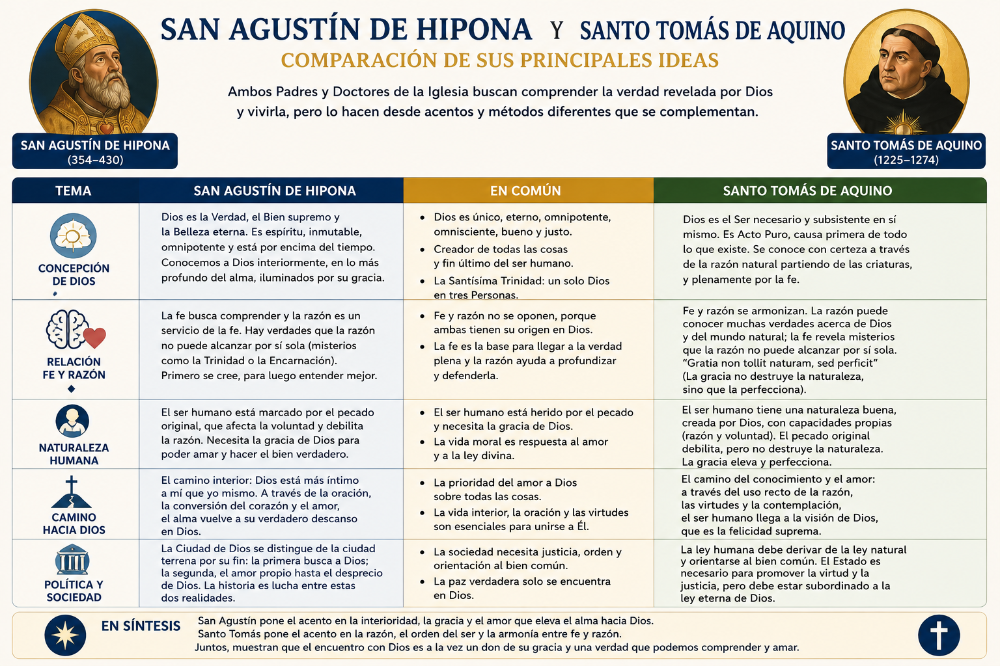 SAN AGUSTÍN DE HIPONA Y SANTO TOMÁS DE AQUINO
COMPARACIÓN DE SUS PRINCIPALES IDEAS
Ambos Padres y Doctores de la Iglesia buscan comprender la verdad revelada por Dios
y vivirla, pero lo hacen desde acentos y métodos diferentes que se complementan.
SAN AGUSTÍN DE HIPONA
(354–430)
SANTO TOMÁS DE AQUINO
(1225–1274)
TEMA
SAN AGUSTÍN DE HIPONA
EN COMÚN
SANTO TOMÁS DE AQUINO
CONCEPCIÓN
DE DIOS
Dios es la Verdad, el Bien supremo y
la Belleza eterna. Es espíritu, inmutable,
omnipotente y está por encima del tiempo.
Conocemos a Dios interiormente, en lo más
profundo del alma, iluminados por su gracia.
• Dios es único, eterno, omnipotente,
omnisciente, bueno y justo.
• Creador de todas las cosas
y fin último del ser humano.
• La Santísima Trinidad: un solo Dios
en tres Personas.
Dios es el Ser necesario y subsistente en sí
mismo. Es Acto Puro, causa primera de todo
lo que existe. Se conoce con certeza a través
de la razón natural partiendo de las criaturas,
y plenamente por la fe.
RELACIÓN
FE Y RAZÓN
La fe busca comprender y la razón es un
servicio de la fe. Hay verdades que la razón
no puede alcanzar por sí sola (misterios
como la Trinidad o la Encarnación).
Primero se cree, para luego entender mejor.
• Fe y razón no se oponen, porque
ambas tienen su origen en Dios.
• La fe es la base para llegar a la verdad
plena y la razón ayuda a profundizar
y defenderla.
Fe y razón se armonizan. La razón puede
conocer muchas verdades acerca de Dios
y del mundo natural; la fe revela misterios
que la razón no puede alcanzar por sí sola.
“Gratia non tollit naturam, sed perficit”
(La gracia no destruye la naturaleza,
sino que la perfecciona).
NATURALEZA
HUMANA
El ser humano está marcado por el pecado
original, que afecta la voluntad y debilita
la razón. Necesita la gracia de Dios para
poder amar y hacer el bien verdadero.
• El ser humano está herido por el pecado
y necesita la gracia de Dios.
• La vida moral es respuesta al amor
y a la ley divina.
El ser humano tiene una naturaleza buena,
creada por Dios, con capacidades propias
(razón y voluntad). El pecado original
debilita, pero no destruye la naturaleza.
La gracia eleva y perfecciona.
CAMINO
HACIA DIOS
El camino interior: Dios está más íntimo
a mí que yo mismo. A través de la oración,
la conversión del corazón y el amor,
el alma vuelve a su verdadero descanso
en Dios.
• La prioridad del amor a Dios
sobre todas las cosas.
• La vida interior, la oración y las virtudes
son esenciales para unirse a Él.
El camino del conocimiento y el amor:
a través del uso recto de la razón,
las virtudes y la contemplación,
el ser humano llega a la visión de Dios,
que es la felicidad suprema.
POLÍTICA Y
SOCIEDAD
La Ciudad de Dios se distingue de la ciudad
terrena por su fin: la primera busca a Dios;
la segunda, el amor propio hasta el desprecio
de Dios. La historia es lucha entre estas
dos realidades.
• La sociedad necesita justicia, orden y
orientación al bien común.
• La paz verdadera solo se encuentra
en Dios.
La ley humana debe derivar de la ley natural
y orientarse al bien común. El Estado es
necesario para promover la virtud y la
justicia, pero debe estar subordinado a la
ley eterna de Dios.
EN SÍNTESIS
San Agustín pone el acento en la interioridad, la gracia y el amor que eleva el alma hacia Dios.
Santo Tomás pone el acento en la razón, el orden del ser y la armonía entre fe y razón.
Juntos, muestran que el encuentro con Dios es a la vez un don de su gracia y una verdad que podemos comprender y amar.